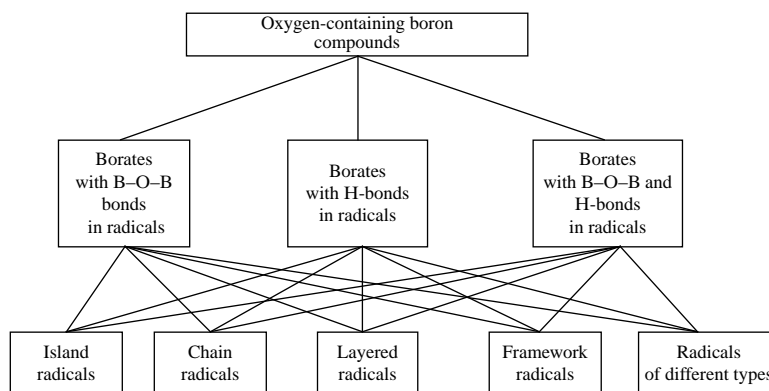 Oxygen-containing boron
compounds
Borates
with B–O–B
bonds
in radicals
Borates
with H-bonds
in radicals
Borates
with B–O–B and
H-bonds
in radicals
Island
radicals
Chain
radicals
Layered
radicals
Framework
radicals
Radicals
of different types